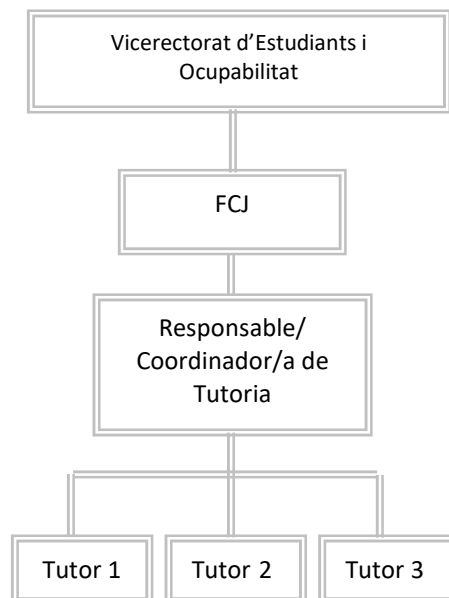 Vicerectorat d’Estudiants i
Ocupabilitat
FCJ
Responsable/
Coordinador/a de
Tutoria
Tutor 1
Tutor 2
Tutor 3